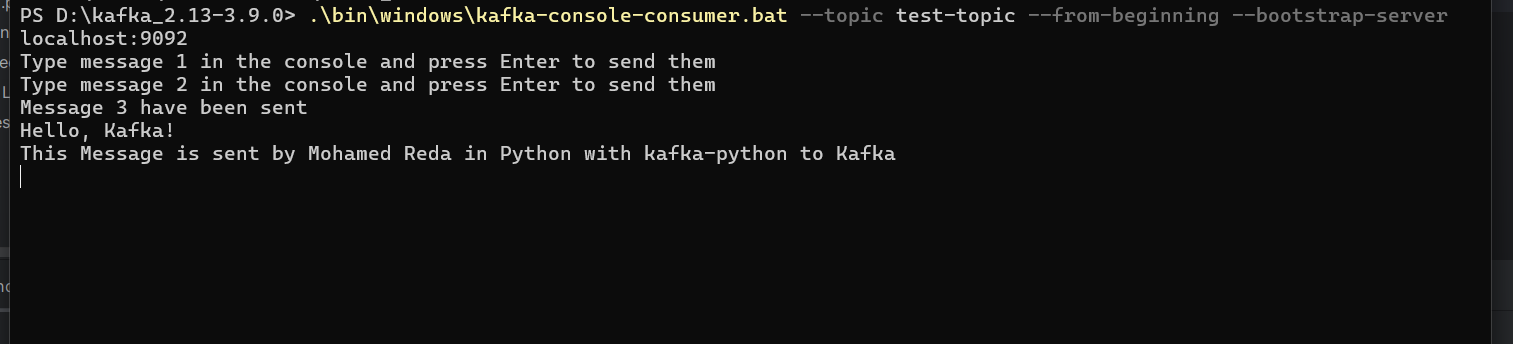 PS D:\kafka_2.13-3.9.0> .\bin\windows\kafka-console-consumer.bat --topic test-topic --from-beginning --bootstrap-server
localhost:9092
Type message 1 in the console and press Enter to send them
Type message 2 in the console and press Enter to send them
Message 3 have been sent
Hello, Kafka!
This Message is sent by Mohamed Reda in Python with kafka-python to Kafka